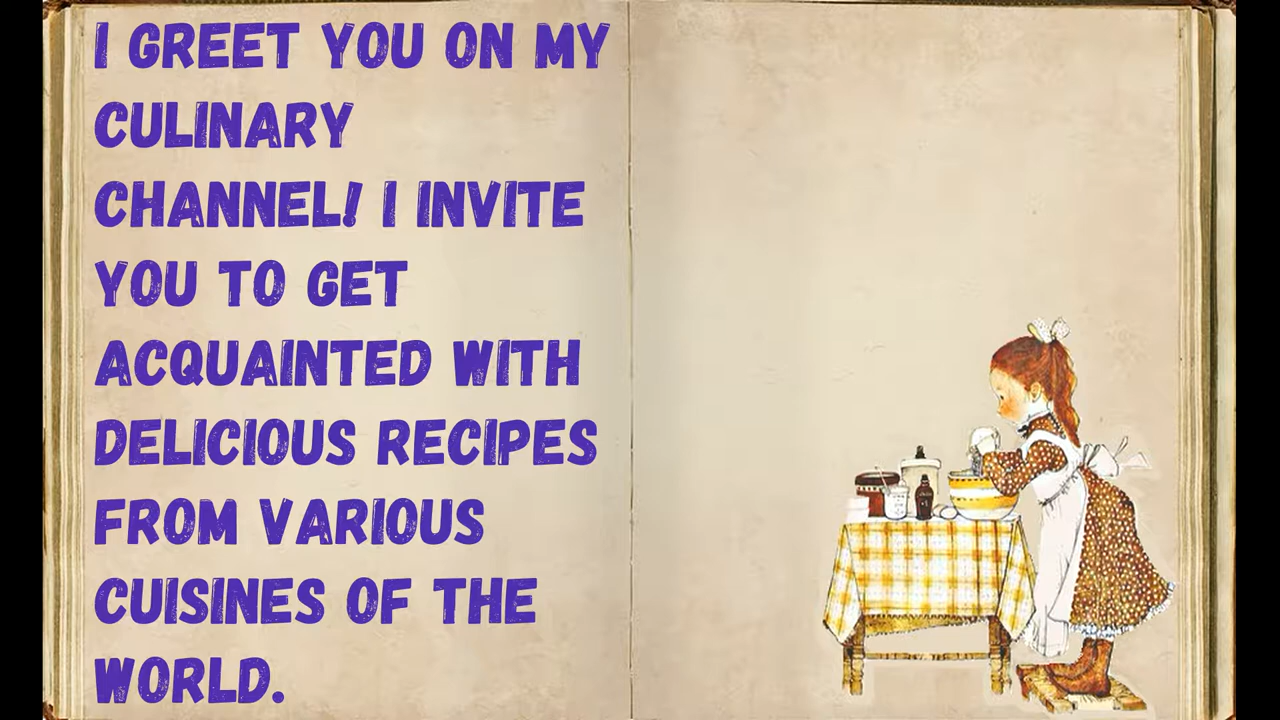 I GREET YOU ON MY
CULINARY
CHANNEL! I INVITE
YOU TO GET
ACQUAINTED WITH
DELICIOUS RECIPES
FROM VARIOUS
CUISINES OF THE
WORLD.